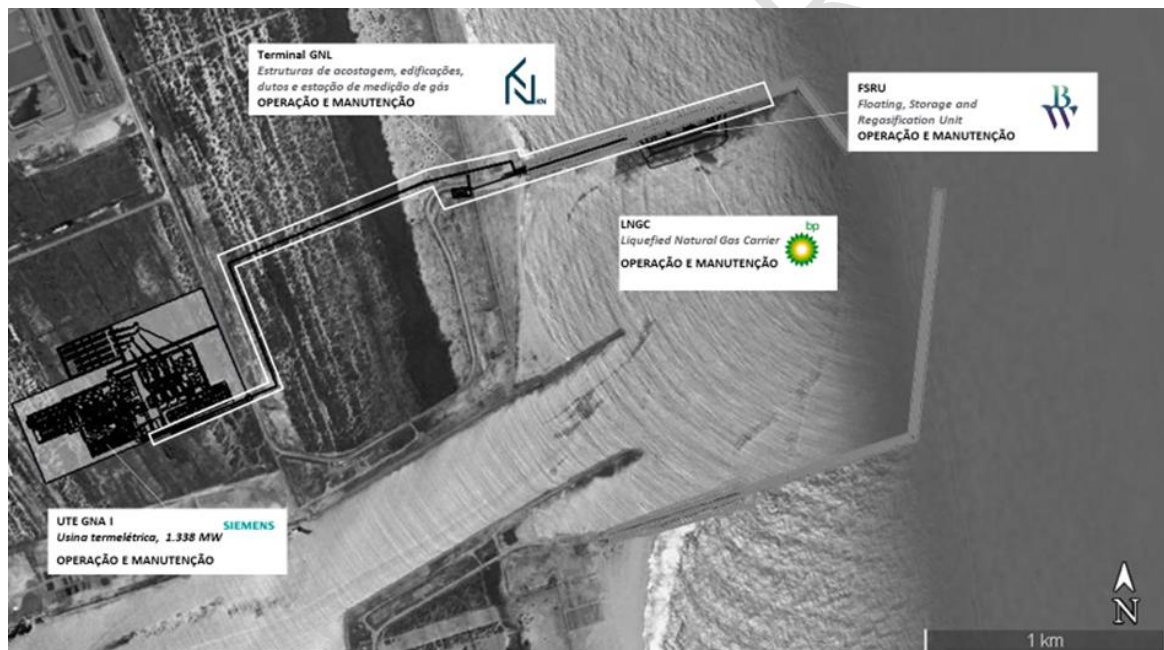 Terminal GNL
Estruturas de acostagem, edificações,
dutos e estação de medição de gás
OPERAÇÃO E MANUTENÇÃO
KN
FSRU
Floating, Storage and
Regasification Unit
OPERAÇÃO E MANUTENÇÃO
BW
LNGC
Liquefied Natural Gas Carrier
OPERAÇÃO E MANUTENÇÃO
bp
UTE GNA I
Usina termelétrica, 1.338 MW
OPERAÇÃO E MANUTENÇÃO
SIEMENS
N
1 km